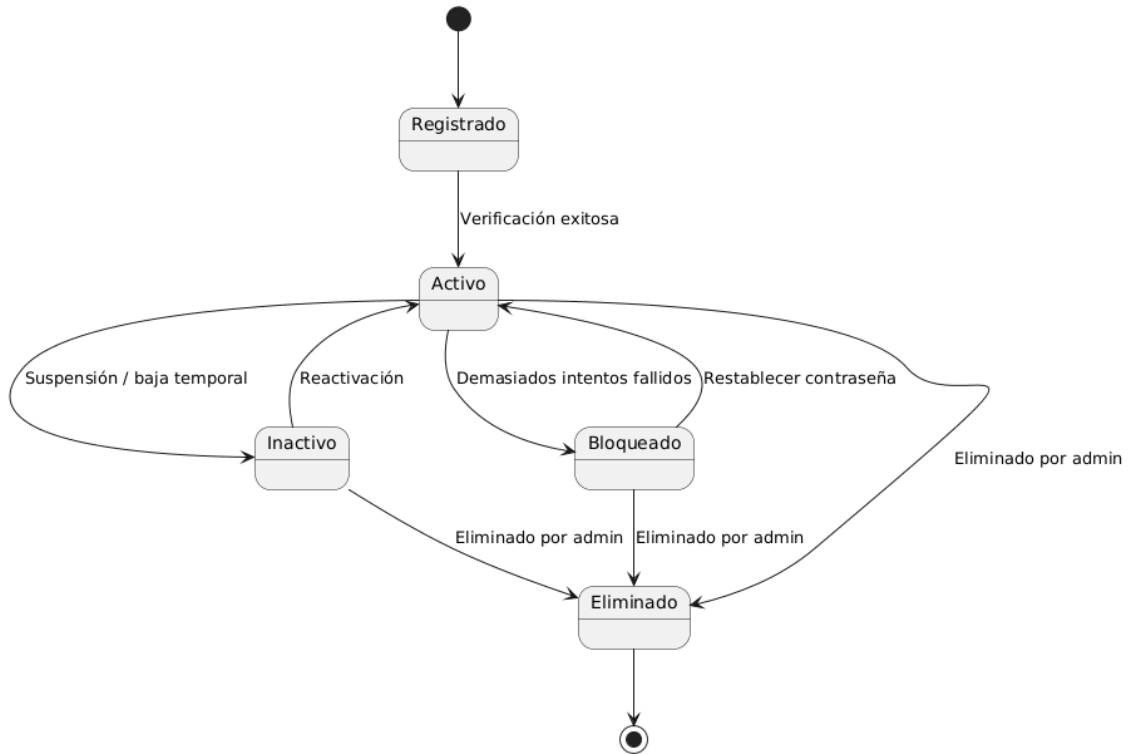 Registrado
Verificación exitosa
Activo
Suspensión / baja temporal
Reactivación
Demasiados intentos fallidos
Restablecer contraseña
Inactivo
Bloqueado
Eliminado por admin
Eliminado por admin
Eliminado por admin
Eliminado